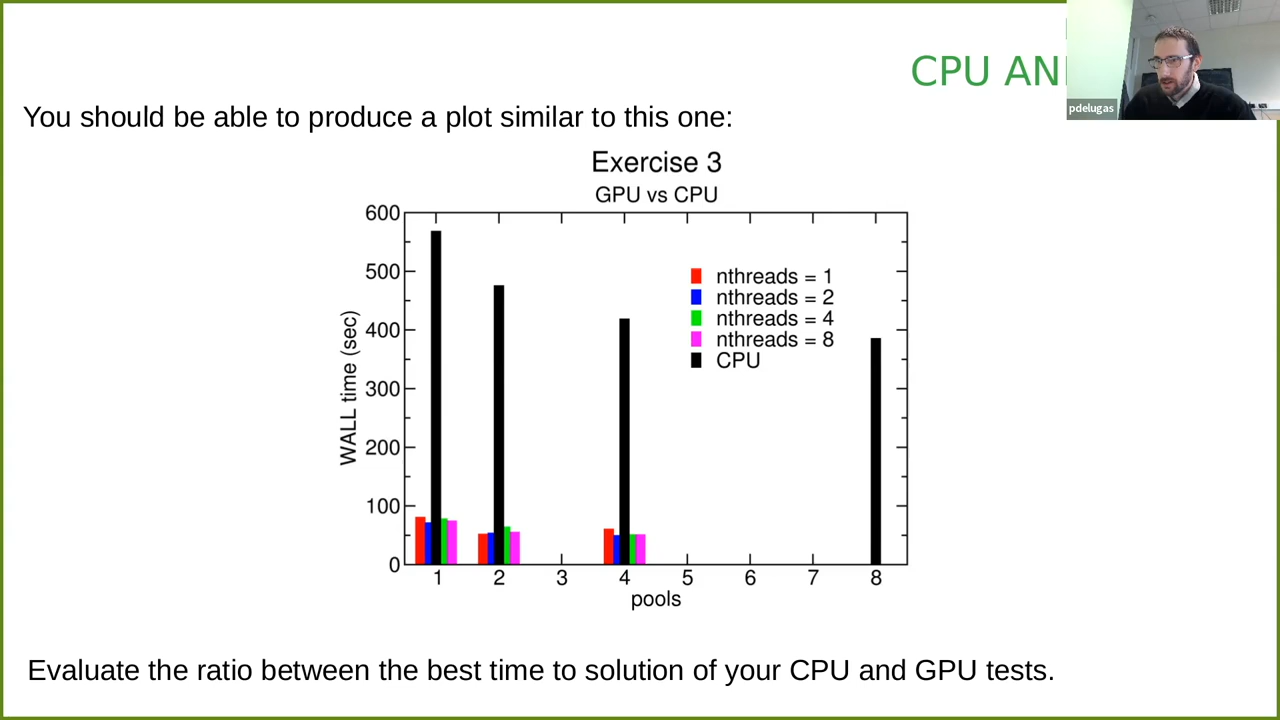 CPU AN
pdelugas
You should be able to produce a plot similar to this one:
Exercise 3
GPU vs CPU
600
500
400
300
200
100
0
WALL time (sec)
nthreads = 1
nthreads = 2
nthreads = 4
nthreads = 8
CPU
1 2 3 4 5 6 7 8
pools
Evaluate the ratio between the best time to solution of your CPU and GPU tests.